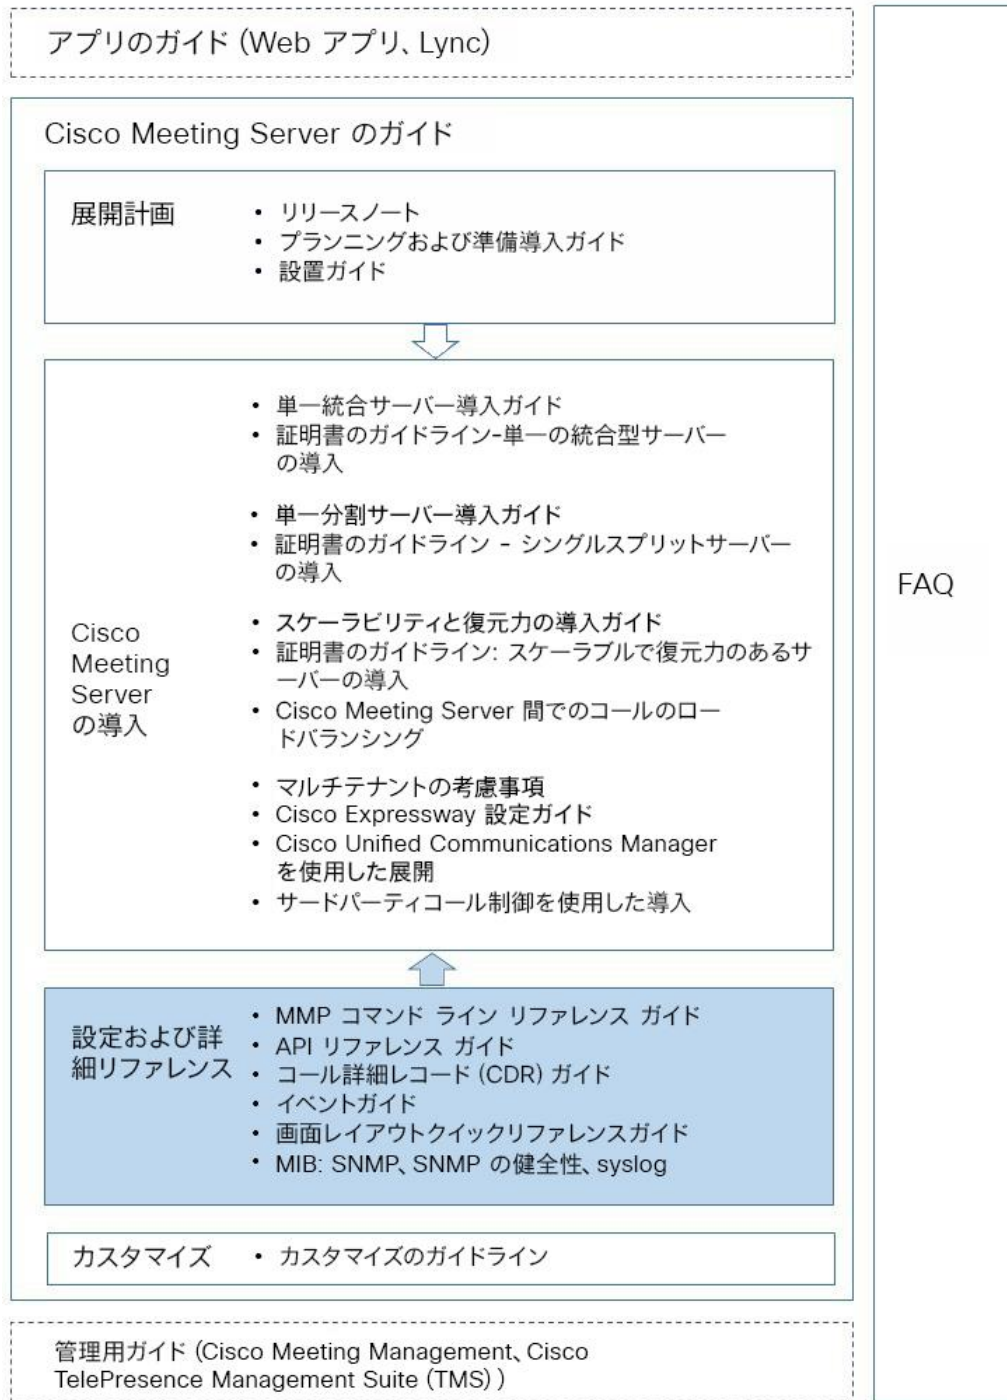 アプリのガイド (Web アプリ、Lync)
Cisco Meeting Server のガイド
展開計画
• リリースノート
• プランニングおよび準備導入ガイド
• 設置ガイド
Cisco
Meeting
Server
の導入
• 単一統合サーバー導入ガイド
• 証明書のガイドライン-単一の統合型サーバー
の導入
• 単一分割サーバー導入ガイド
• 証明書のガイドライン - シングルスプリットサーバー
の導入
• スケーラビリティと復元力の導入ガイド
• 証明書のガイドライン: スケーラブルで復元力のあるサ
ーバーの導入
• Cisco Meeting Server 間でのコールのロー
ドバランシング
• マルチテナントの考慮事項
• Cisco Expressway 設定ガイド
• Cisco Unified Communications Manager
を使用した展開
• サードパーティコール制御を使用した導入
設定および詳
細リファレンス
• MMP コマンド ライン リファレンス ガイド
• API リファレンス ガイド
• コール詳細レコード (CDR) ガイド
• イベントガイド
• 画面レイアウトクイックリファレンスガイド
• MIB: SNMP、SNMP の健全性、syslog
カスタマイズ
• カスタマイズのガイドライン
管理用ガイド (Cisco Meeting Management、Cisco
TelePresence Management Suite (TMS) )
FAQ